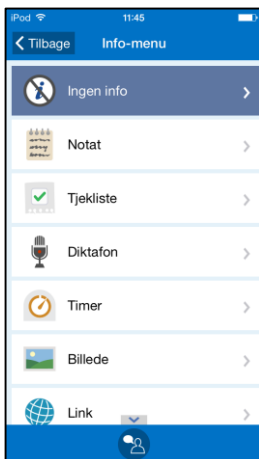 iPod 11:45
Tilbage Info-menu
Ingen info
Notat
Tjekliste
Diktafon
Timer
Billede
Link